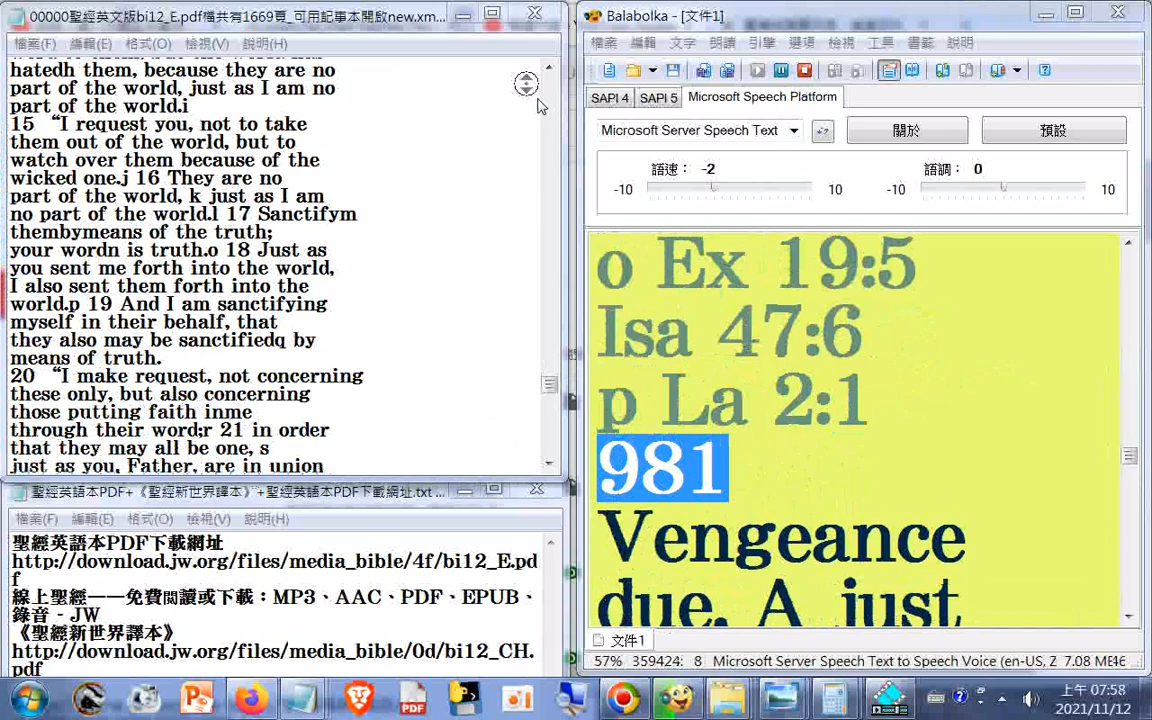 00000聖經英文版bi12_E.pdf檔共有1669頁_可用記事本開啟new.xm...
檔案(F) 編輯(E) 格式(O) 檢視(V) 說明(H)
hatedh them, because they are no
part of the world, just as I am no
part of the world.i
15 “I request you, not to take
them out of the world, but to
watch over them because of the
wicked one.j 16 They are no
part of the world, k just as I am
no part of the world.l 17 Sanctifym
thembymeans of the truth;
your wordn is truth.o 18 Just as
you sent me forth into the world,
I also sent them forth into the
world.p 19 And I am sanctifying
myself in their behalf, that
they also may be sanctifiedq by
means of truth.
20 “I make request, not concerning
these only, but also concerning
those putting faith inme
through their word;r 21 in order
that they may all be one, s
just as you, Father, are in union
聖經英語本PDF+《聖經新世界譯本》+聖經英語本PDF下載網址.txt ...
檔案(F) 編輯(E) 格式(O) 檢視(V) 說明(H)
聖經英語本PDF下載網址
http://download.jw.org/files/media_bible/4f/bi12_E.pd
f
線上聖經——免費閱讀或下載：MP3、AAC、PDF、EPUB、
錄音 - JW
《聖經新世界譯本》
http://download.jw.org/files/media_bible/0d/bi12_CH.
pdf
Balabolka - [文件1]
檔案 編輯 文字 朗讀 引擎 選項 檢視 工具 書籤 說明
SAPI 4 SAPI 5 Microsoft Speech Platform
Microsoft Server Speech Text 關於 預設
語速： -2 語調： 0
-10 10 -10 10
o Ex 19:5
Isa 47:6
p La 2:1
981
Vengeance
due. A just
文件1
57% 359424: 8 Microsoft Server Speech Text to Speech Voice (en-US, Z 7.08 ME46
上午 07:58
2021/11/12